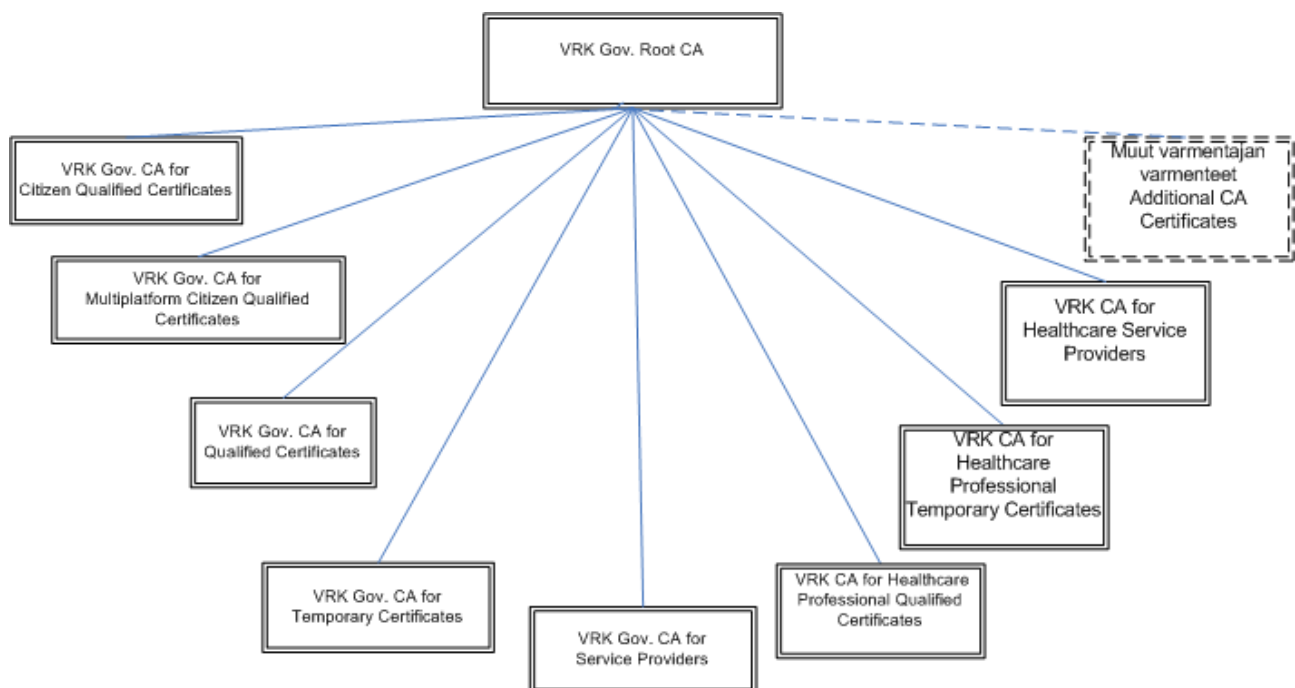 VRK Gov. Root CA
VRK Gov. CA for
Citizen Qualified Certificates
Muut varmentajan
varmenteet
Additional CA
Certificates
VRK Gov. CA for
Multiplatform Citizen Qualified
Certificates
VRK CA for
Healthcare Service
Providers
VRK Gov. CA for
Qualified Certificates
VRK CA for
Healthcare
Professional
Temporary Certificates
VRK Gov. CA for
Temporary Certificates
VRK CA for Healthcare
Professional Qualified
Certificates
VRK Gov. CA for
Service Providers